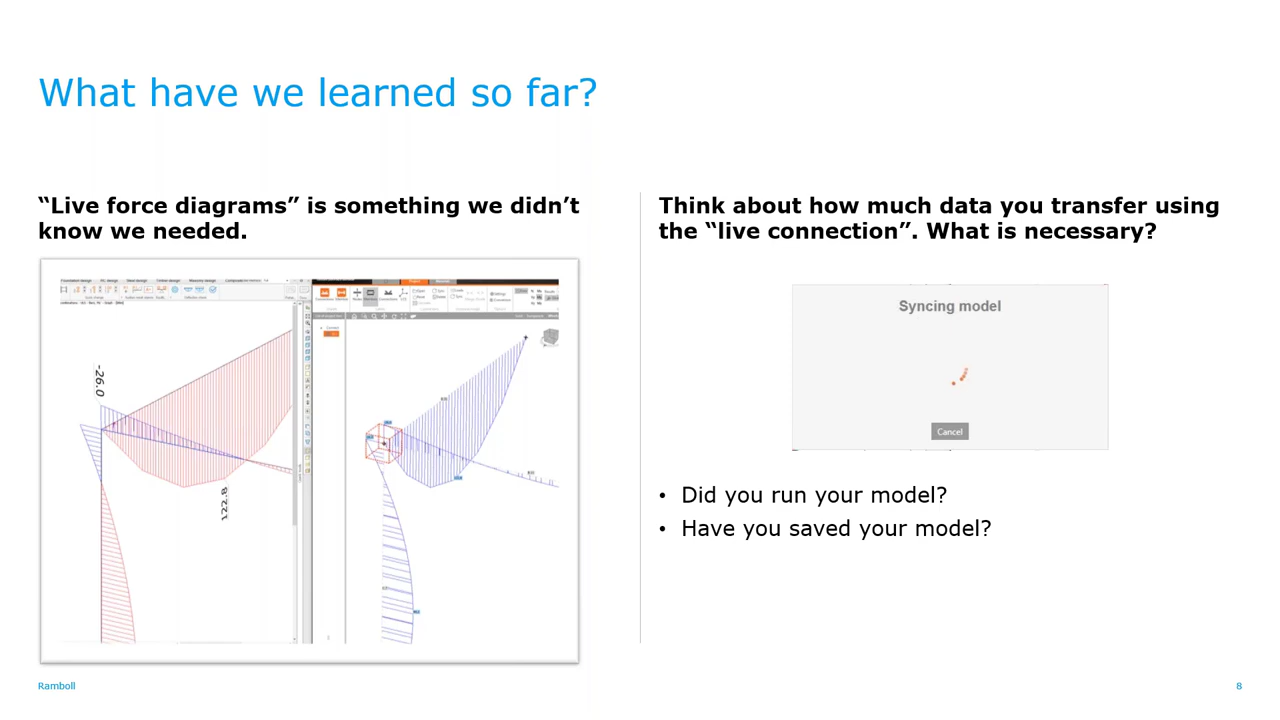 What have we learned so far?
“Live force diagrams” is something we didn’t
know we needed.
-26.0
122.8
Think about how much data you transfer using
the “live connection”. What is necessary?
Syncing model
Cancel
• Did you run your model?
• Have you saved your model?
Ramboll
8